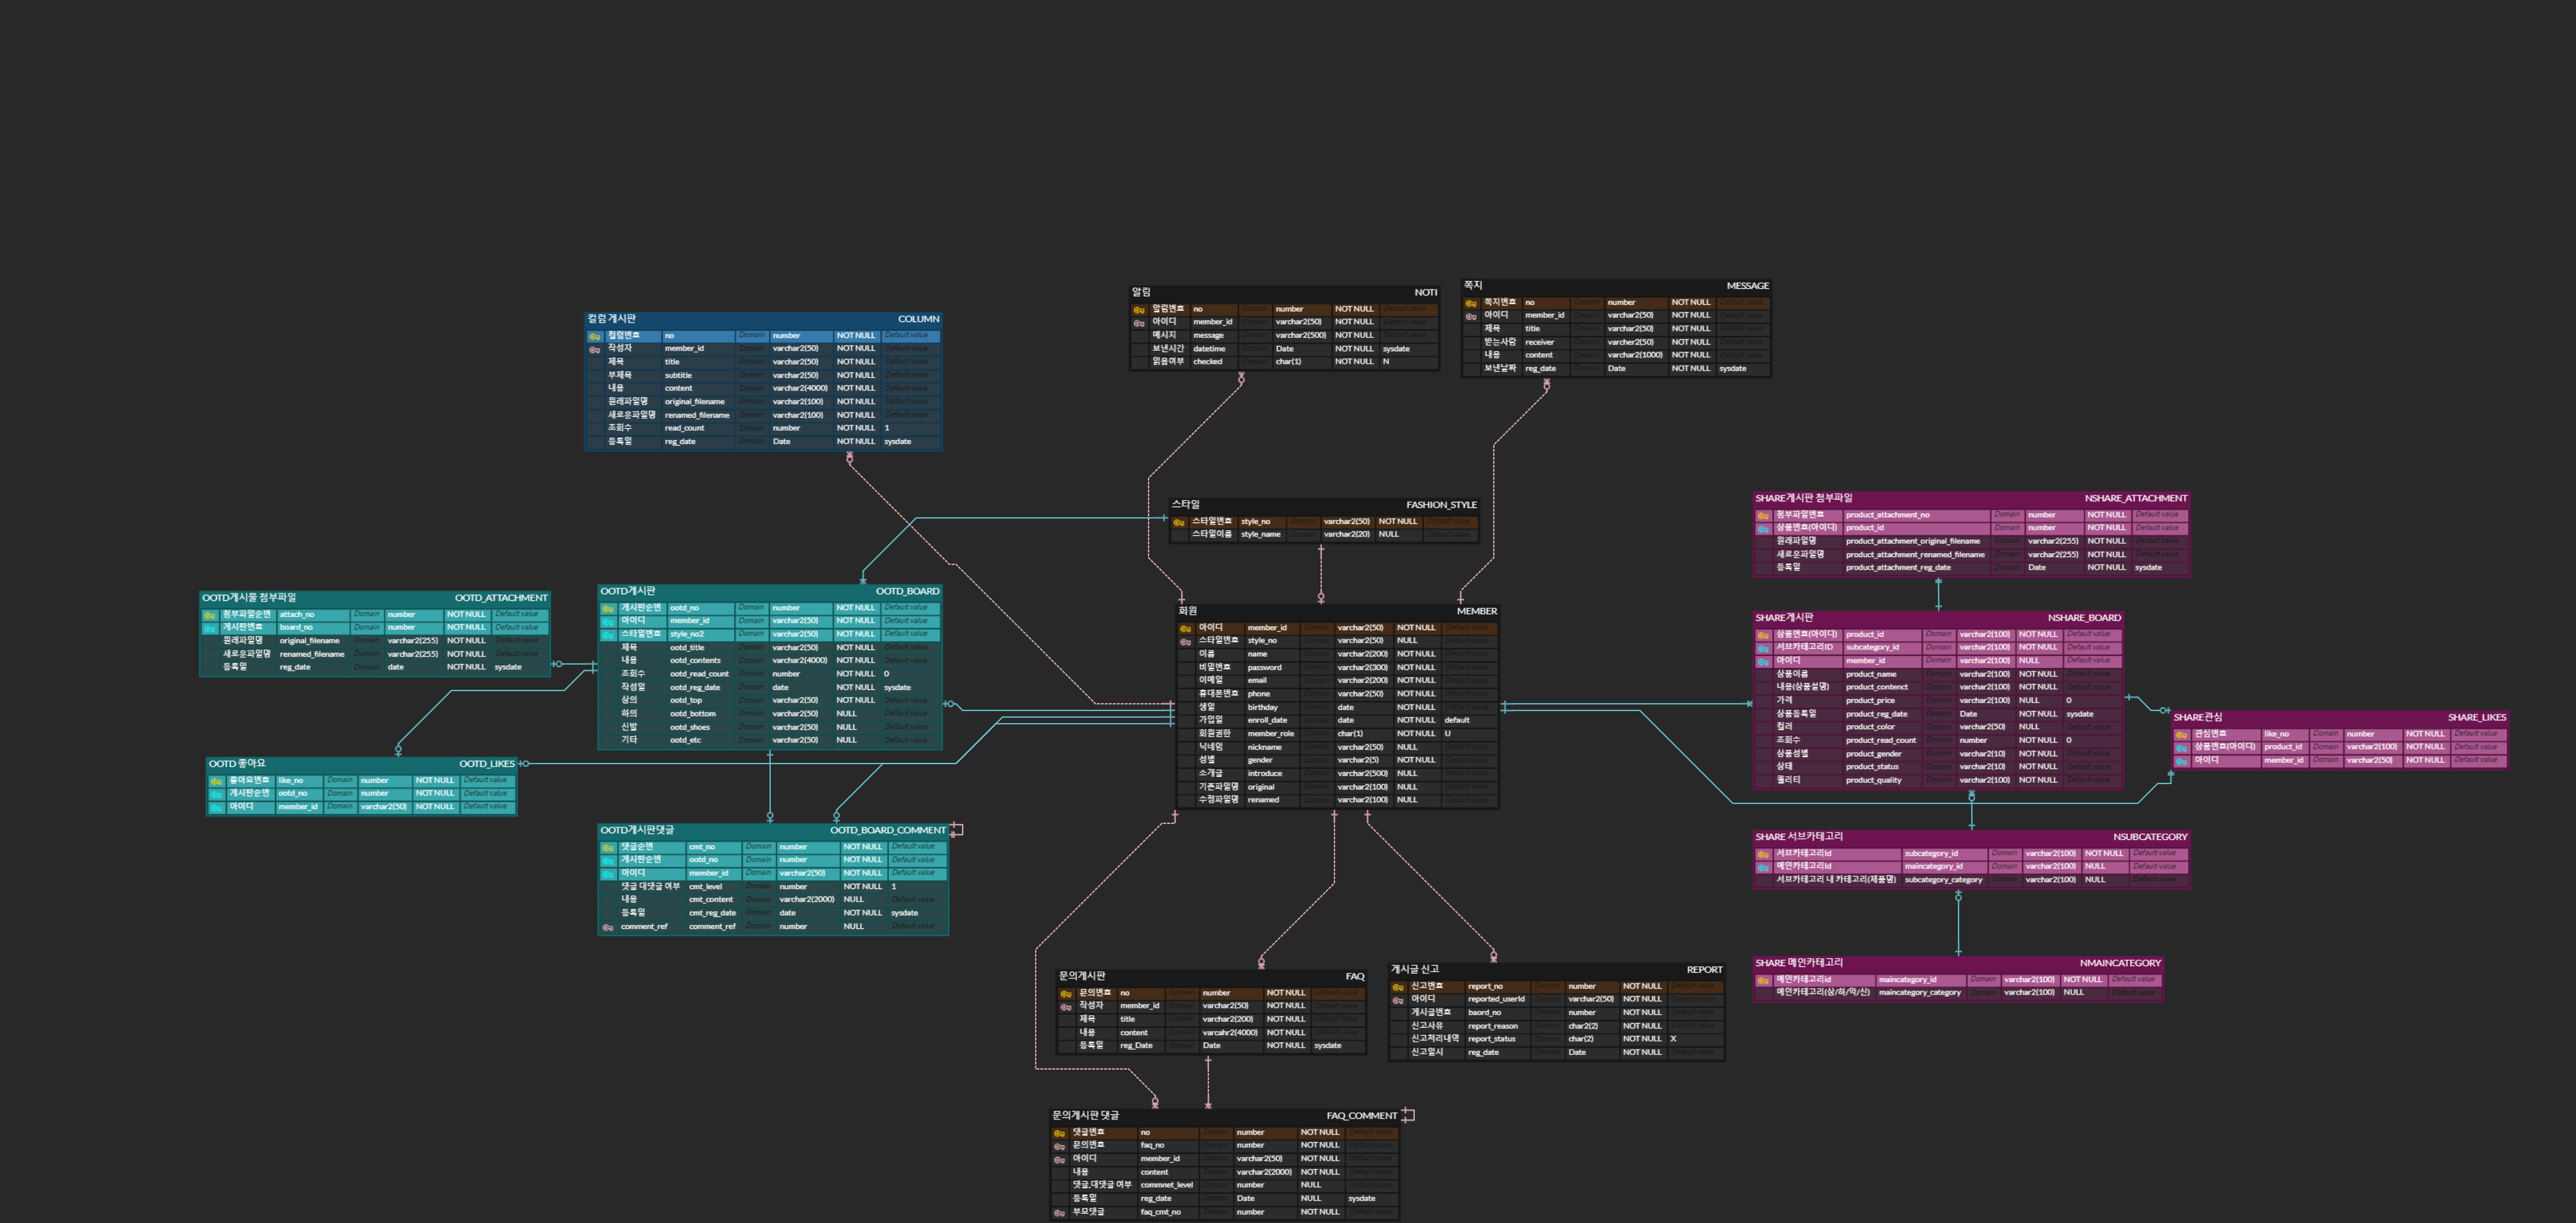 알림 NOTI
알림번호 no Domain number NOT NULL Default value
아이디 member_id Domain varchar2(50) NOT NULL Default value
메시지 message Domain varchar2(500) NOT NULL Default value
보낸시간 datetime Domain Date NOT NULL sysdate
읽음여부 checked Domain char(1) NOT NULL N
쪽지 MESSAGE
쪽지번호 no Domain number NOT NULL Default value
아이디 member_id Domain varchar2(50) NOT NULL Default value
제목 title Domain varchar2(50) NOT NULL Default value
받는사람 receiver Domain varcher2(50) NOT NULL Default value
내용 content Domain varchar2(1000) NOT NULL Default value
보낸날짜 reg_date Domain Date NOT NULL sysdate
컬럼 게시판 COLUMN
컬럼번호 no Domain number NOT NULL Default value
작성자 member_id Domain varchar2(50) NOT NULL Default value
제목 title Domain varchar2(50) NOT NULL Default value
부제목 subtitle Domain varchar2(50) NOT NULL Default value
내용 content Domain varchar2(4000) NOT NULL Default value
원래파일명 original_filename Domain varchar2(100) NOT NULL Default value
새로운파일명 renamed_filename Domain varchar2(100) NOT NULL Default value
조회수 read_count Domain number NOT NULL 1
등록일 reg_date Domain Date NOT NULL sysdate
스타일 FASHION_STYLE
스타일번호 style_no Domain varchar2(50) NOT NULL Default value
스타일이름 style_name Domain varchar2(20) NULL Default value
SHARE게시판 첨부파일 NSHARE_ATTACHMENT
첨부파일번호 product_attachment_no Domain number NOT NULL Default value
상품번호(아이디) product_id Domain number NOT NULL Default value
원래파일명 product_attachment_original_filename Domain varchar2(255) NOT NULL Default value
새로운파일명 product_attachment_renamed_filename Domain varchar2(255) NOT NULL Default value
등록일 product_attachment_reg_date Domain Date NOT NULL sysdate
OOTD게시물 첨부파일 OOTD_ATTACHMENT
첨부파일순번 attach_no Domain number NOT NULL Default value
게시판번호 board_no Domain number NOT NULL Default value
원래파일명 original_filename Domain varchar2(255) NOT NULL Default value
새로운파일명 renamed_filename Domain varchar2(255) NOT NULL Default value
등록일 reg_date Domain date NOT NULL sysdate
OOTD게시판 OOTD_BOARD
게시판순번 ootd_no Domain number NOT NULL Default value
아이디 member_id Domain varchar2(50) NOT NULL Default value
스타일번호 style_no2 Domain varchar2(50) NOT NULL Default value
제목 ootd_title Domain varchar2(50) NOT NULL Default value
내용 ootd_contents Domain varchar2(4000) NOT NULL Default value
조회수 ootd_read_count Domain number NOT NULL 0
작성일 ootd_reg_date Domain date NOT NULL sysdate
상의 ootd_top Domain varchar2(50) NOT NULL Default value
하의 ootd_bottom Domain varchar2(50) NULL Default value
신발 ootd_shoes Domain varchar2(50) NULL Default value
기타 ootd_etc Domain varchar2(50) NULL Default value
회원 MEMBER
아이디 member_id Domain varchar2(50) NOT NULL Default value
스타일번호 style_no Domain varchar2(50) NULL Default value
이름 name Domain varchar2(200) NOT NULL Default value
비밀번호 password Domain varchar2(300) NOT NULL Default value
이메일 email Domain varchar2(200) NOT NULL Default value
휴대폰번호 phone Domain varchar2(50) NOT NULL Default value
생일 birthday Domain date NOT NULL Default value
가입일 enroll_date Domain date NOT NULL default
회원권한 member_role Domain char(1) NOT NULL U
닉네임 nickname Domain varchar2(50) NULL Default value
성별 gender Domain varchar2(5) NOT NULL Default value
소개글 introduce Domain varchar2(500) NULL Default value
기존파일명 original Domain varchar2(100) NULL Default value
수정파일명 renamed Domain varchar2(100) NULL Default value
SHARE게시판 NSHARE_BOARD
상품번호(아이디) product_id Domain varchar2(100) NOT NULL Default value
서브카테고리ID subcategory_id Domain varchar2(100) NOT NULL Default value
아이디 member_id Domain varchar2(100) NULL Default value
상품이름 product_name Domain varchar2(100) NOT NULL Default value
내용(상품설명) product_contenct Domain varchar2(100) NOT NULL Default value
가격 product_price Domain varchar2(100) NULL 0
상품등록일 product_reg_date Domain Date NOT NULL sysdate
컬러 product_color Domain varchar2(50) NULL Default value
조회수 product_read_count Domain number NOT NULL 0
상품성별 product_gender Domain varchar2(10) NOT NULL Default value
상태 product_status Domain varchar2(10) NOT NULL Default value
퀄리티 product_quality Domain varchar2(100) NOT NULL Default value
SHARE관심 SHARE_LIKES
관심번호 like_no Domain number NOT NULL Default value
상품번호(아이디) product_id Domain varchar2(100) NOT NULL Default value
아이디 member_id Domain varchar2(50) NOT NULL Default value
OOTD 좋아요 OOTD_LIKES
좋아요번호 like_no Domain number NOT NULL Default value
게시판순번 ootd_no Domain number NOT NULL Default value
아이디 member_id Domain varchar2(50) NOT NULL Default value
OOTD게시판댓글 OOTD_BOARD_COMMENT
댓글순번 cmt_no Domain number NOT NULL Default value
게시판순번 ootd_no Domain number NOT NULL Default value
아이디 member_id Domain varchar2(50) NOT NULL Default value
댓글 대댓글 여부 cmt_level Domain number NOT NULL 1
내용 cmt_content Domain varchar2(2000) NULL Default value
등록일 cmt_reg_date Domain date NOT NULL sysdate
comment_ref comment_ref Domain number NULL Default value
SHARE 서브카테고리 NSUBCATEGORY
서브카테고리Id subcategory_id Domain varchar2(100) NOT NULL Default value
메인카테고리Id maincategory_id Domain varchar2(100) NULL Default value
서브카테고리 내 카테고리(제품명) subcategory_category Domain varchar2(100) NULL Default value
SHARE 메인카테고리 NMAINCATEGORY
메인카테고리id maincategory_id Domain varchar2(100) NOT NULL Default value
메인카테고리(상/하/악/신) maincategory_category Domain varchar2(100) NULL Default value
문의게시판 FAQ
문의번호 no Domain number NOT NULL Default value
작성자 member_id Domain varchar2(50) NOT NULL Default value
제목 title Domain varchar2(200) NOT NULL Default value
내용 content Domain varcahr2(4000) NOT NULL Default value
등록일 reg_Date Domain Date NOT NULL sysdate
게시글 신고 REPORT
신고번호 report_no Domain number NOT NULL Default value
아이디 reported_userId Domain varchar2(50) NOT NULL Default value
게시글번호 baord_no Domain number NOT NULL Default value
신고사유 report_reason Domain char2(2) NOT NULL Default value
신고처리내역 report_status Domain char(2) NOT NULL X
신고일시 reg_date Domain Date NOT NULL Default value
문의게시판 댓글 FAQ_COMMENT
댓글번호 no Domain number NOT NULL Default value
문의번호 faq_no Domain number NOT NULL Default value
아이디 member_id Domain varchar2(50) NOT NULL Default value
내용 content Domain varchar2(2000) NOT NULL Default value
댓글,대댓글 여부 commnet_level Domain number NULL Default value
등록일 reg_date Domain Date NULL sysdate
부모댓글 faq_cmt_no Domain number NOT NULL Default value